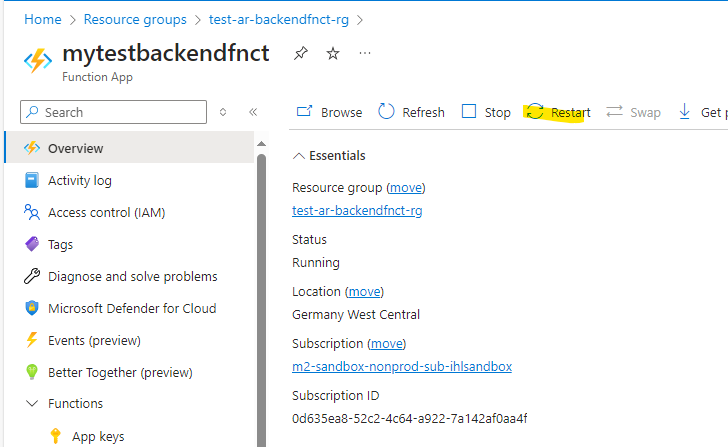 Home > Resource groups > test-ar-backendfnct-rg >
mytestbackendfnct
Function App
Search
Browse Refresh Stop Restart Swap Get p
Overview
Activity log
Access control (IAM)
Tags
Diagnose and solve problems
Microsoft Defender for Cloud
Events (preview)
Better Together (preview)
Functions
App keys
Essentials
Resource group (move)
test-ar-backendfnct-rg
Status
Running
Location (move)
Germany West Central
Subscription (move)
m2-sandbox-nonprod-sub-ihlsandbox
Subscription ID
0d635ea8-52c2-4c64-a922-7a142af0aa4f